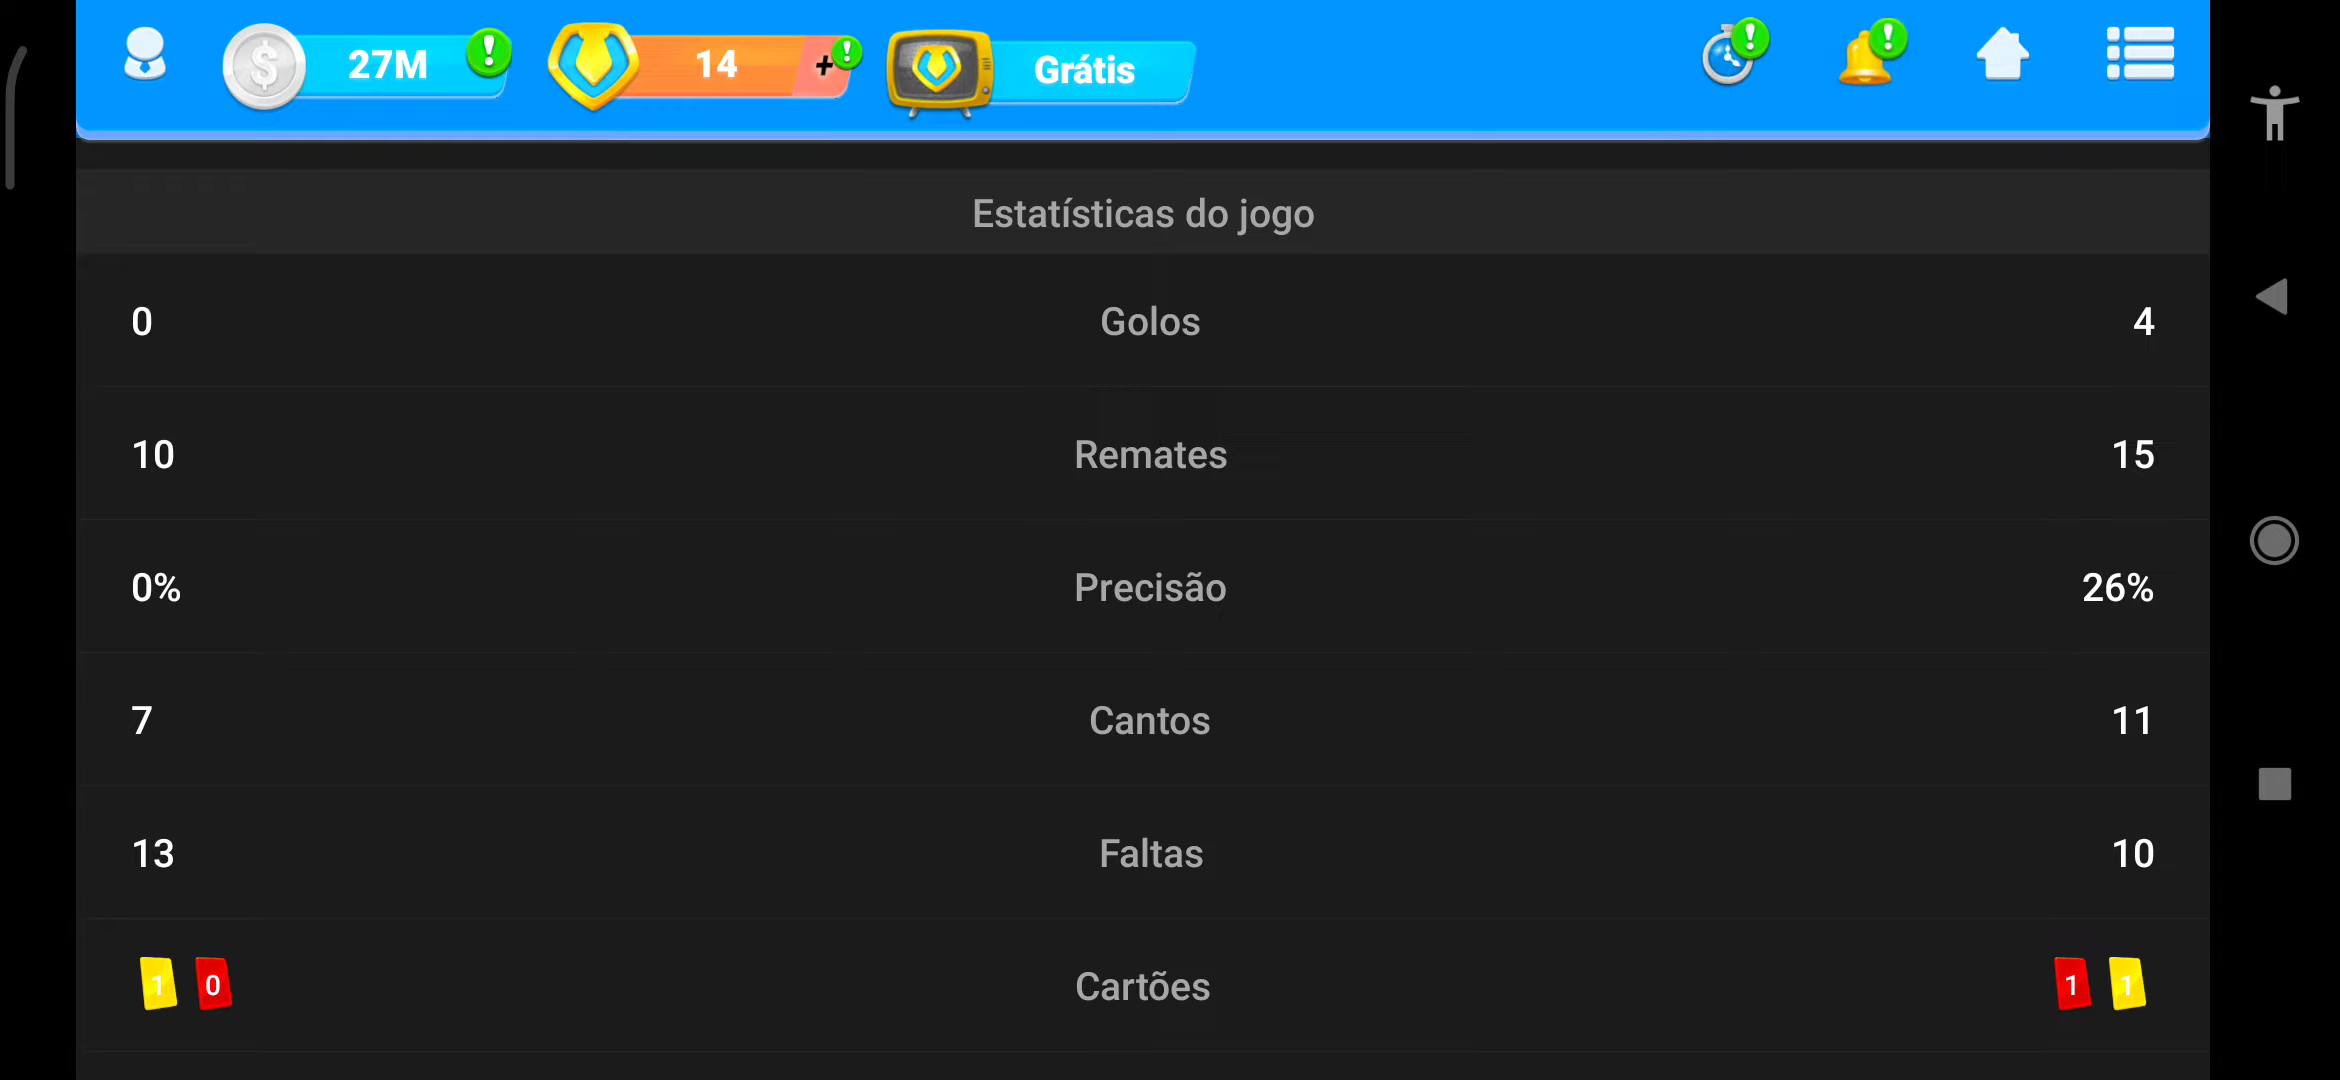 27M
14
+
Grátis
Estatísticas do jogo
0 Golos 4
10 Remates 15
0% Precisão 26%
7 Cantos 11
13 Faltas 10
1 0 Cartões 1 1